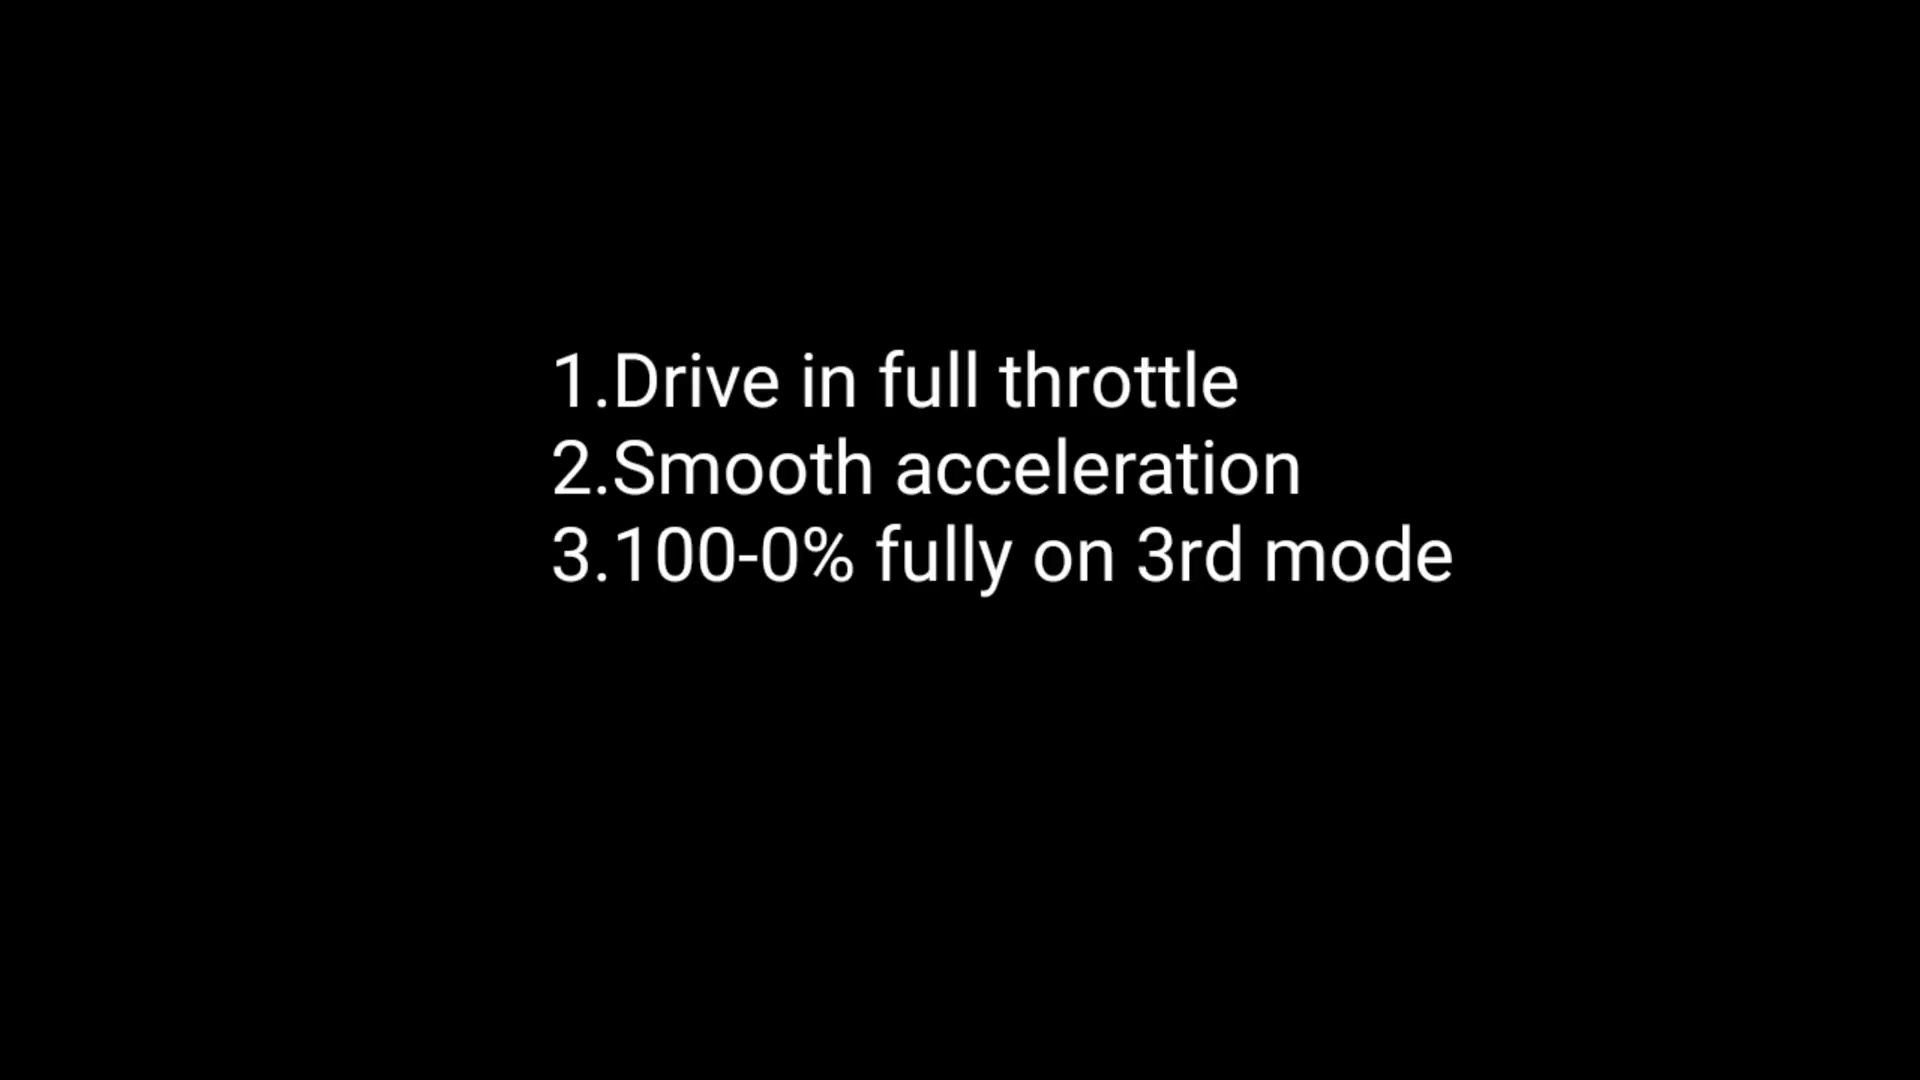 1.Drive in full throttle
2.Smooth acceleration
3.100-0% fully on 3rd mode